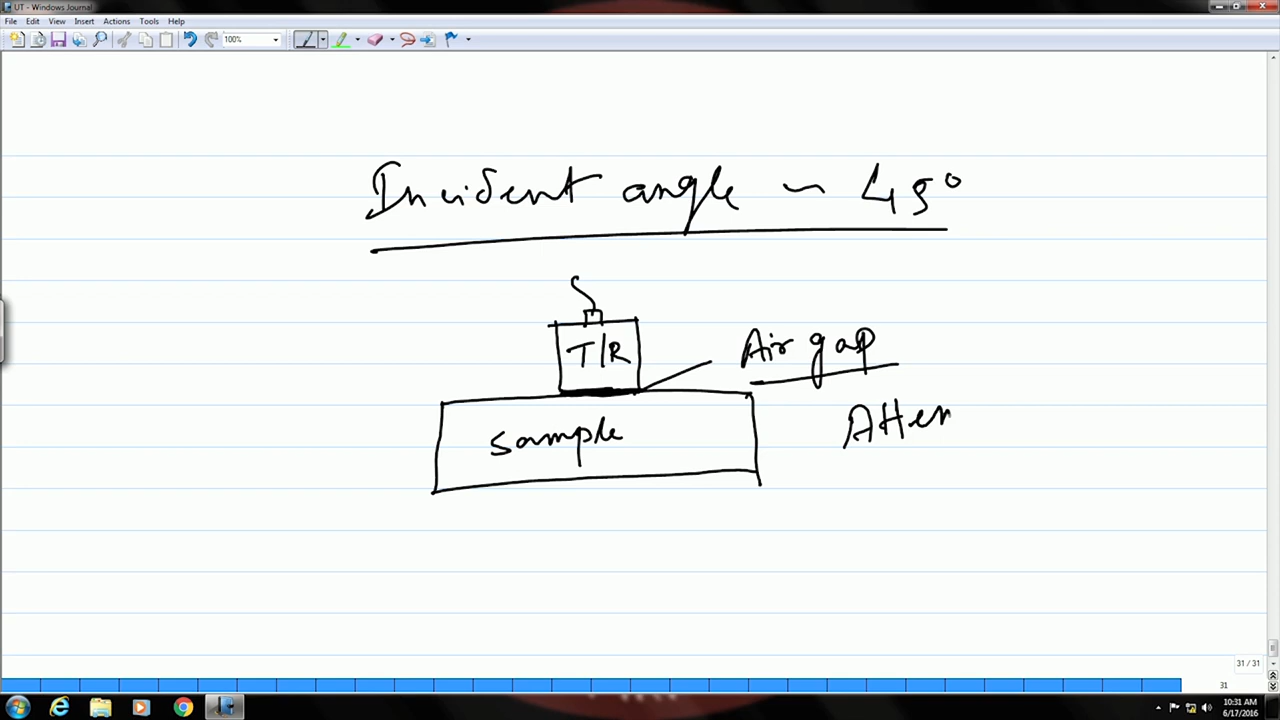 UT - Windows Journal
File Edit View Insert Actions Tools Help
100%
Incident angle ~ 45°
T/R
Air gap
Atten
sample
31 / 31
31
10:31 AM
6/17/2016